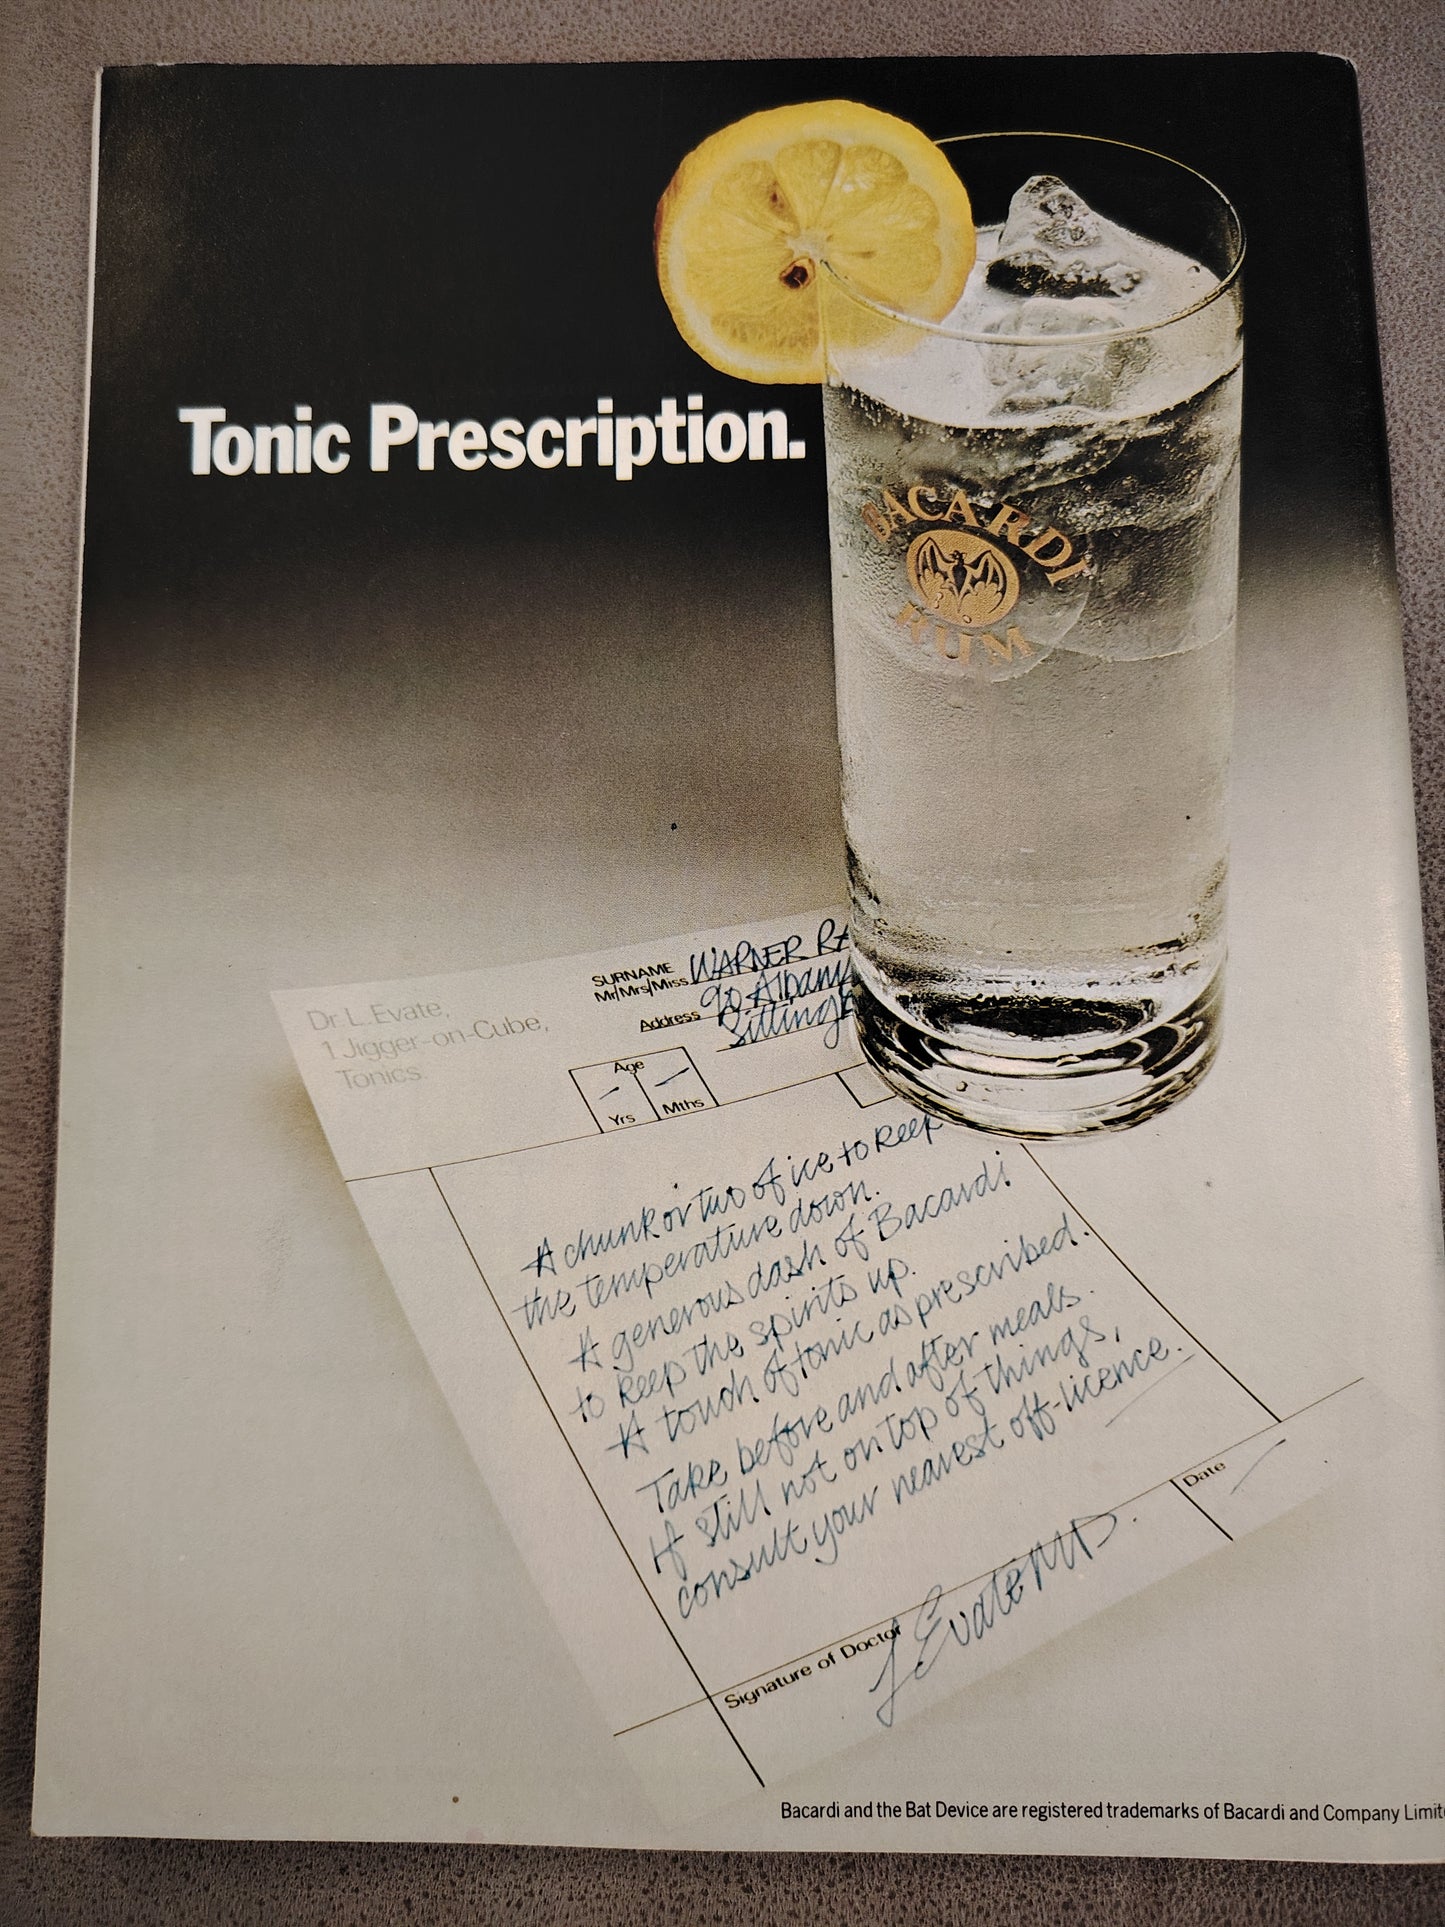 Tonic Prescription.
BACARDI
RUM
Dr. L. Evate,
1 Jigger-on-Cube,
Tonics.
SURNAME
Mr/Mrs/Miss WARNER
Address 90 Albany
Age
Yrs Mths
A chunk or two of ice to keep
the temperature down.
A generous dash of Bacardi
to keep the spirits up.
A touch of tonic as prescribed.
Take before and after meals.
If still not on top of things,
consult your nearest off-licence.
Date
Signature of Doctor L Evate MD.
Bacardi and the Bat Device are registered trademarks of Bacardi and Company